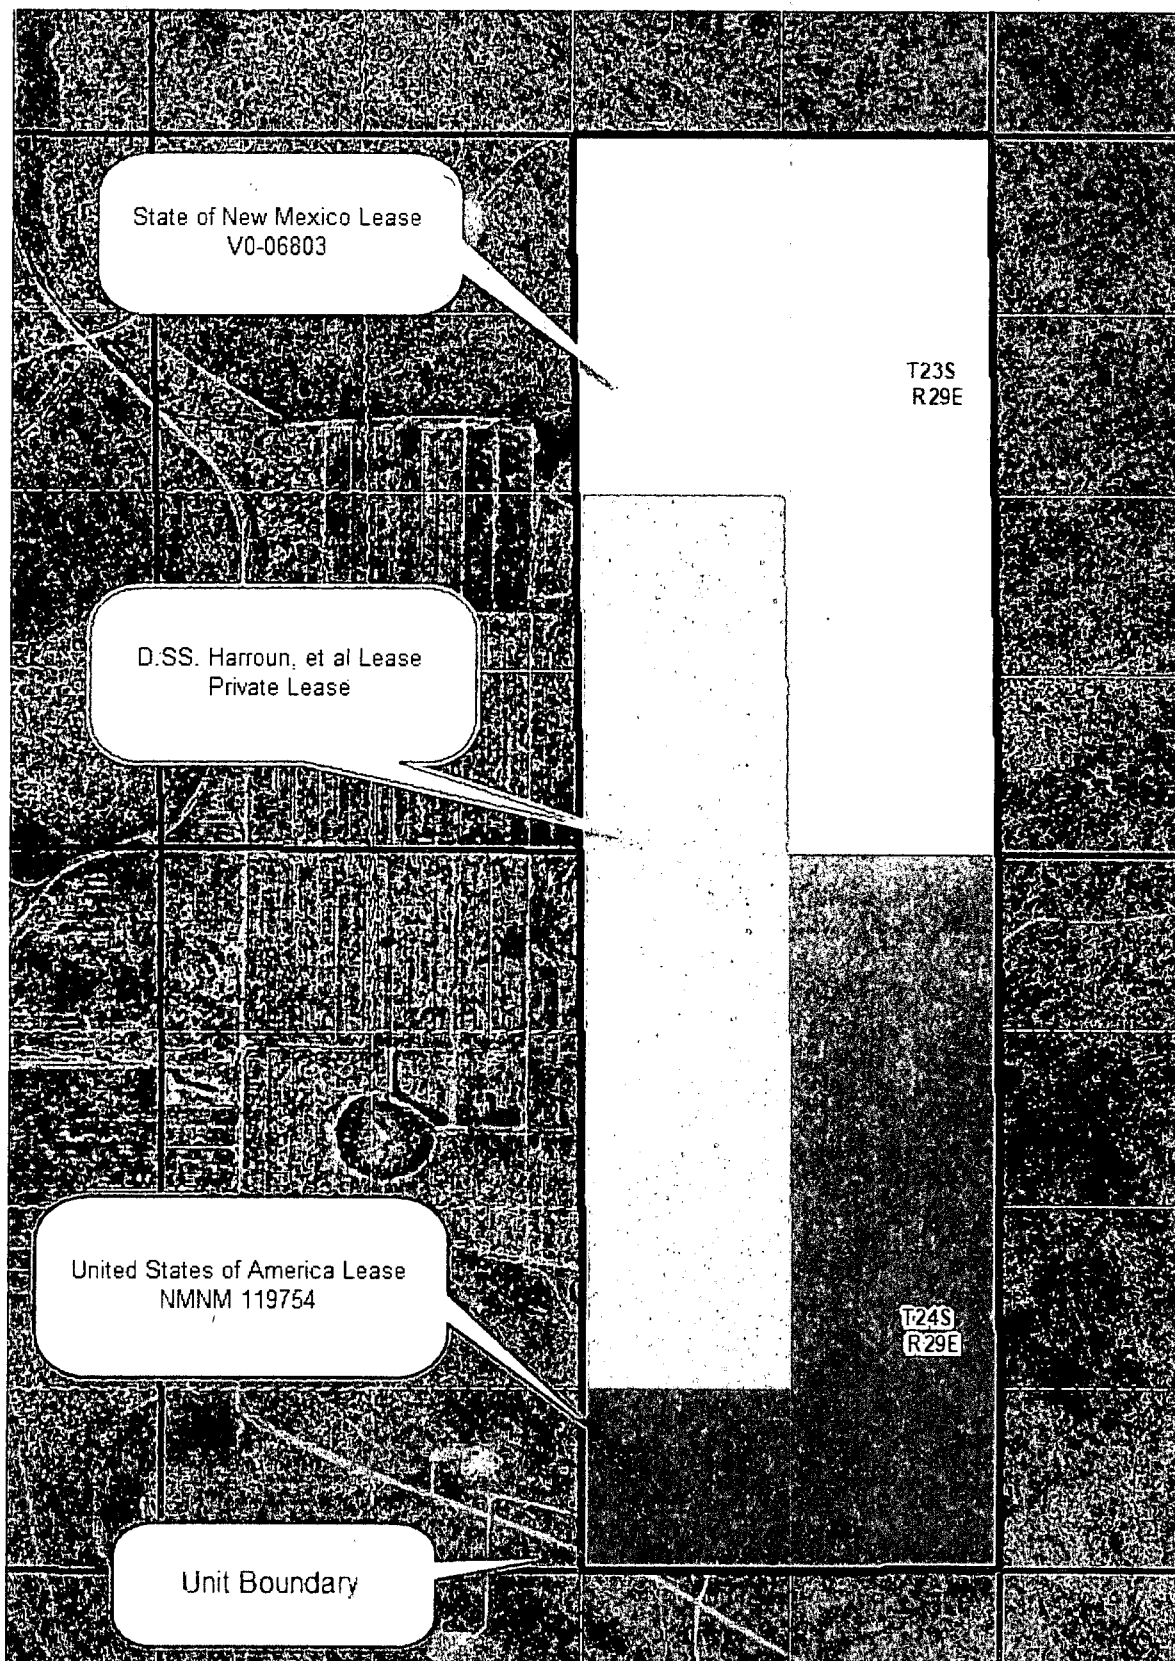 State of New Mexico Lease
V0-06803
T23S
R29E
D.SS. Harroun, et al Lease
Private Lease
United States of America Lease
NMNM 119754
T24S
R29E
Unit Boundary